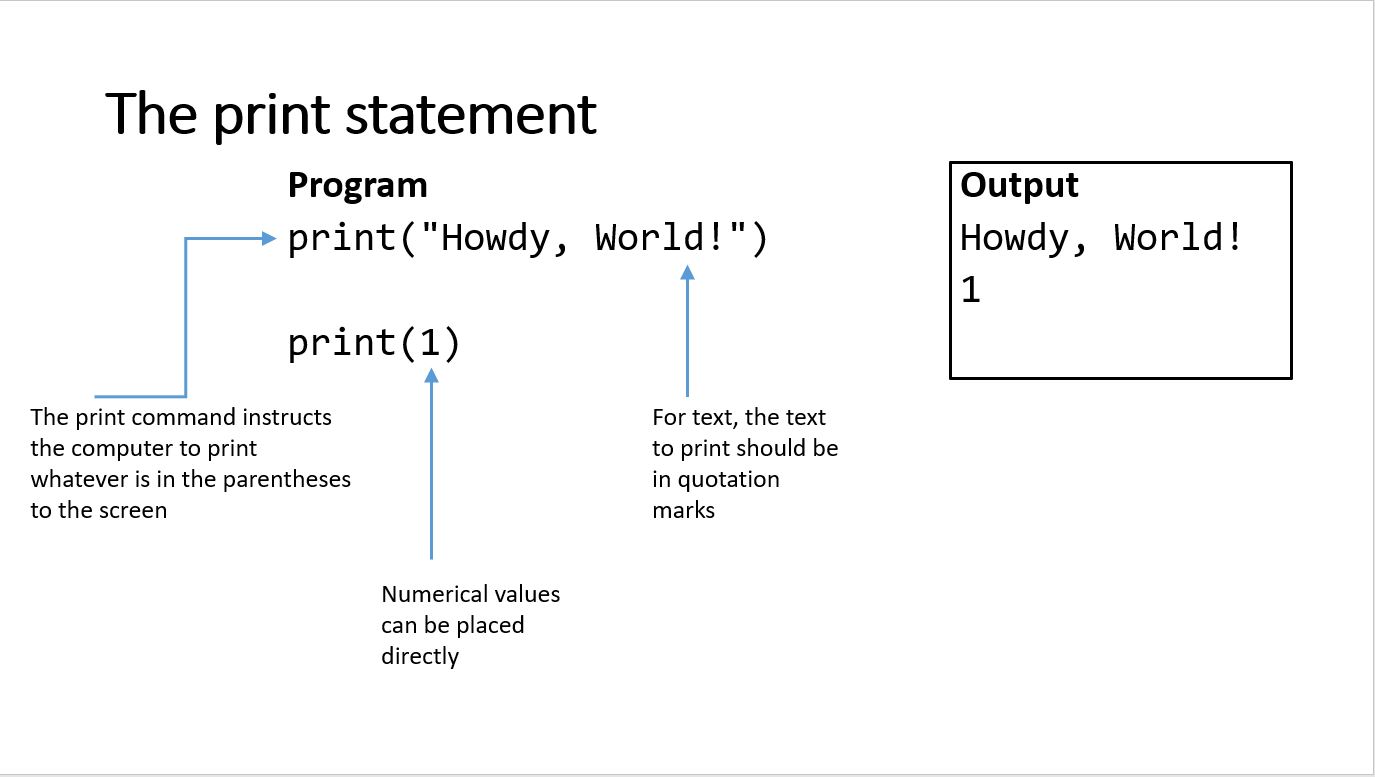 The print statement
Program
print("Howdy, World!")
print(1)
Output
Howdy, World!
1
The print command instructs
the computer to print
whatever is in the parentheses
to the screen
For text, the text
to print should be
in quotation
marks
Numerical values
can be placed
directly